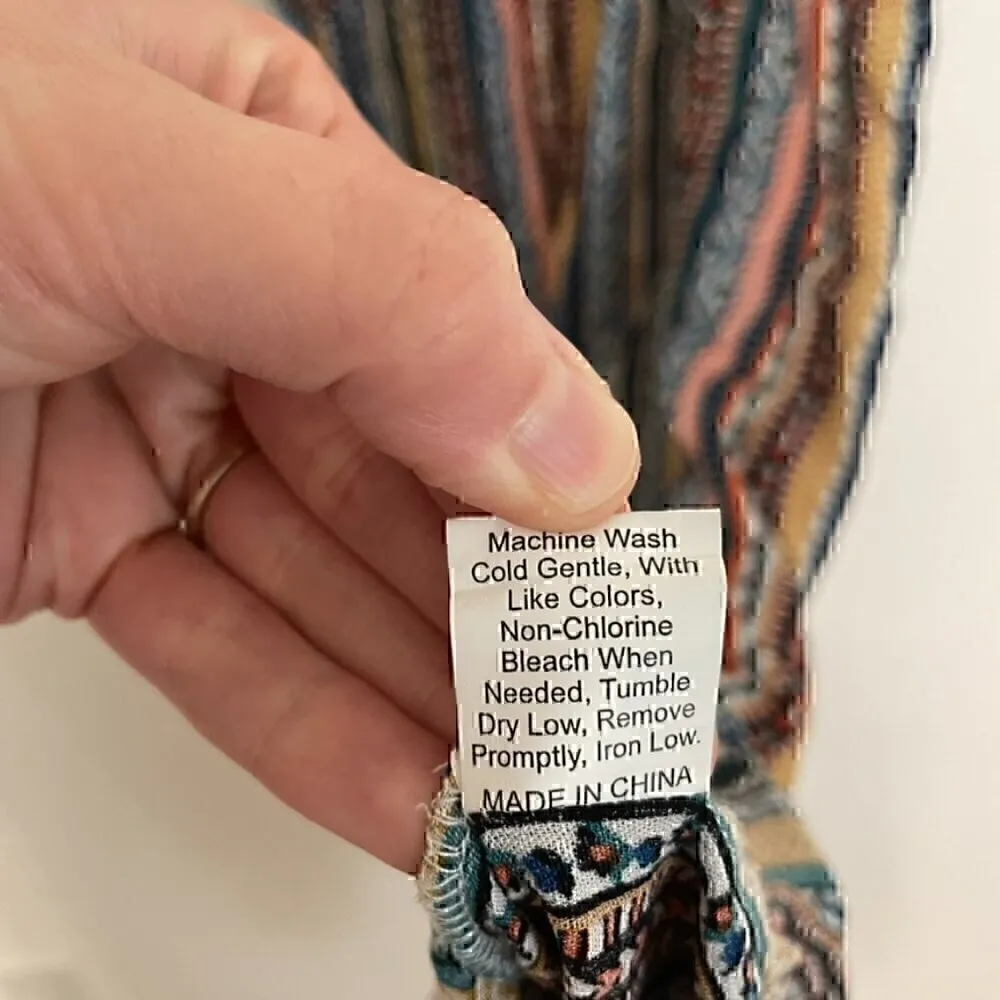 Machine Wash
Cold Gentle, With
Like Colors,
Non-Chlorine
Bleach When
Needed, Tumble
Dry Low, Remove
Promptly, Iron Low.
MADE IN CHINA